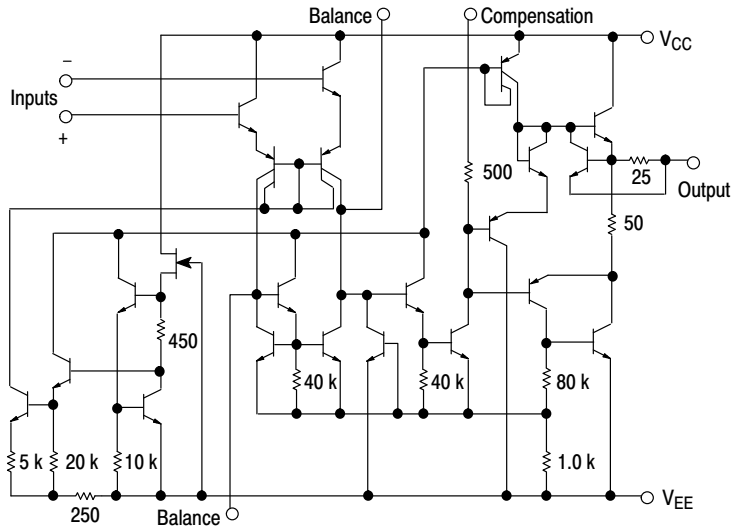 Balance
Compensation
VCC
−
Inputs
+
500
25
Output
50
450
40 k
40 k
80 k
5 k
20 k
10 k
1.0 k
250
Balance
VEE